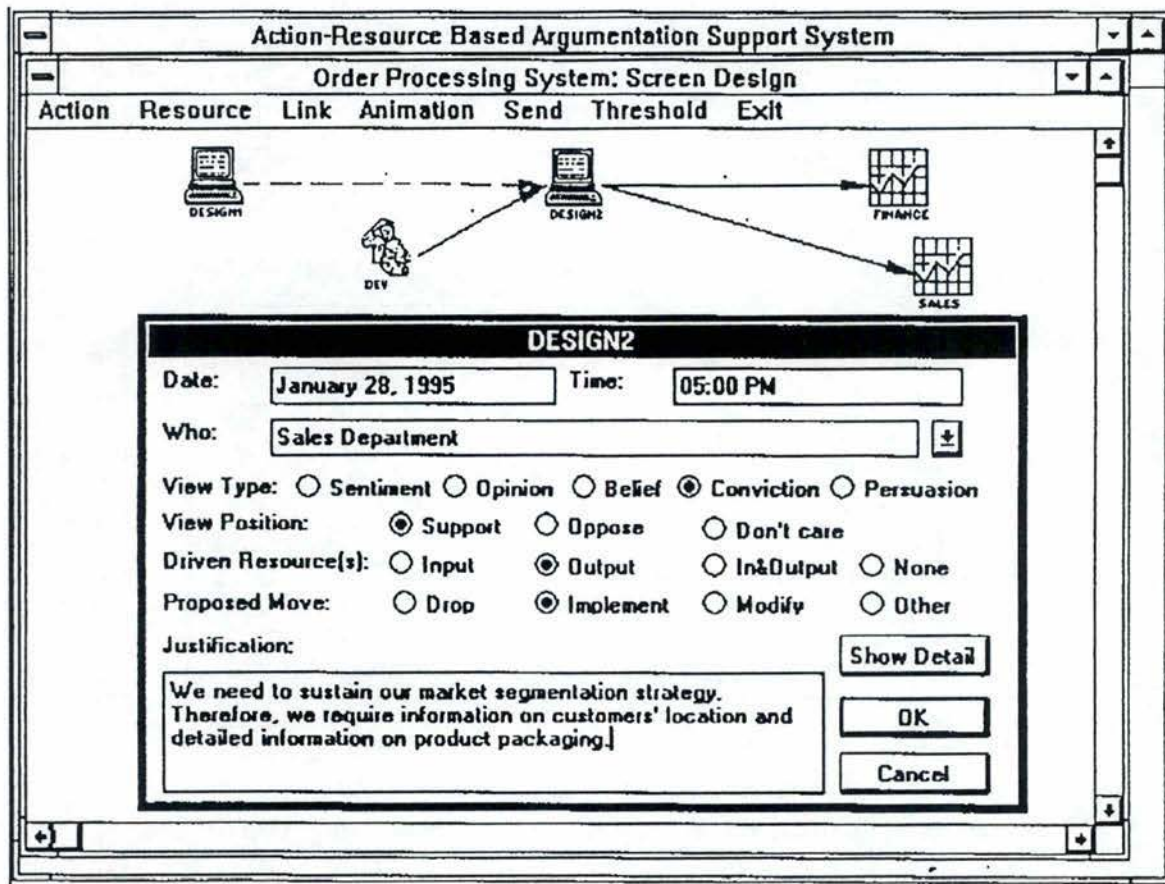 Action-Resource Based Argumentation Support System
Order Processing System: Screen Design
Action Resource Link Animation Send Threshold Exit
DESIGN1
DESIGN2
FINANCE
DEV
SALES
DESIGN2
Date: January 28, 1995 Time: 05:00 PM
Who: Sales Department
View Type: Sentiment Opinion Belief Conviction Persuasion
View Position: Support Oppose Don't care
Driven Resource(s): Input Output In&Output None
Proposed Move: Drop Implement Modify Other
Justification:
Show Detail
We need to sustain our market segmentation strategy.
Therefore, we require information on customers' location and
detailed information on product packaging.
OK
Cancel